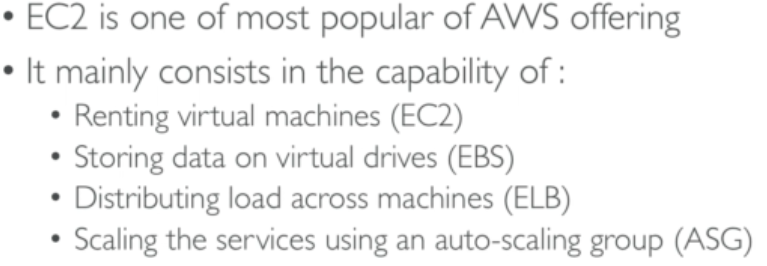 • EC2 is one of most popular of AWS offering
• It mainly consists in the capability of :
• Renting virtual machines (EC2)
• Storing data on virtual drives (EBS)
• Distributing load across machines (ELB)
• Scaling the services using an auto-scaling group (ASG)